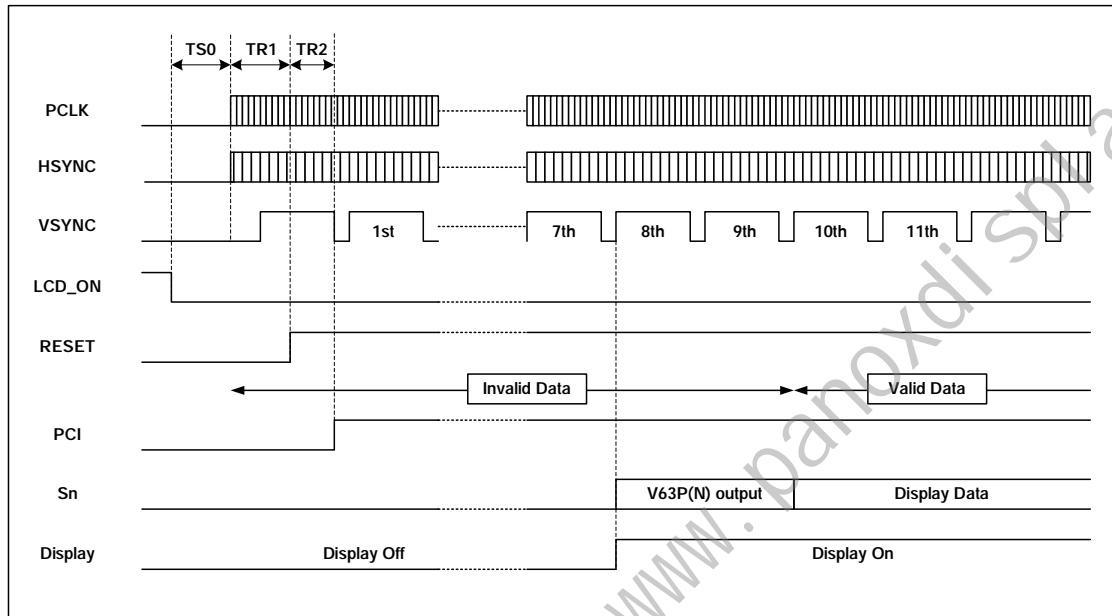 TS0 TR1 TR2
PCLK
HSYNC
VSYNC 1st 7th 8th 9th 10th 11th
LCD_ON
RESET
Invalid Data Valid Data
PCI
Sn V63P(N) output Display Data
Display Display Off Display On
www. panoxdi spl a